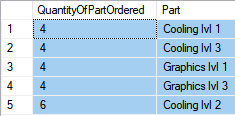 QuantityOfPartOrdered Part
1 4 Cooling lvl 1
2 4 Cooling lvl 3
3 4 Graphics lvl 1
4 4 Graphics lvl 3
5 6 Cooling lvl 2